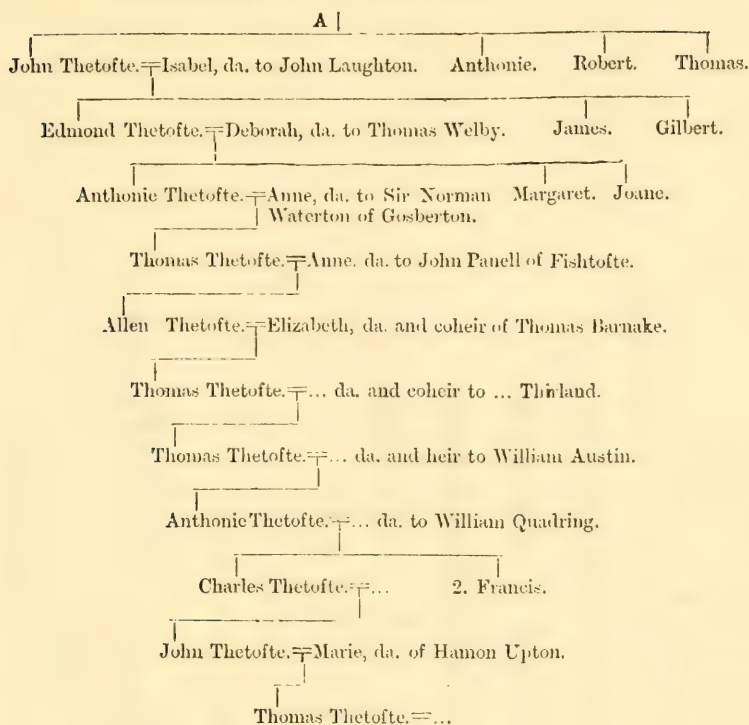 A
John Thetofte.=Isabel, da. to John Laughton. Anthonie. Robert. Thomas.
Edmond Thetofte.=Deborah, da. to Thomas Welby. James. Gilbert.
Anthonie Thetofte.=Anne, da. to Sir Norman Waterton of Gosberton. Margaret. Joane.
Thomas Thetofte.=Anne. da. to John Panell of Fishtofte.
Allen Thetofte.=Elizabeth, da. and coheir of Thomas Barnake.
Thomas Thetofte.=... da. and coheir to ... Thirland.
Thomas Thetofte.=... da. and heir to William Austin.
Anthonie Thetofte.=... da. to William Quadring.
Charles Thetofte.=... 2. Francis.
John Thetofte.=Marie, da. of Hamon Upton.
Thomas Thetofte.=...